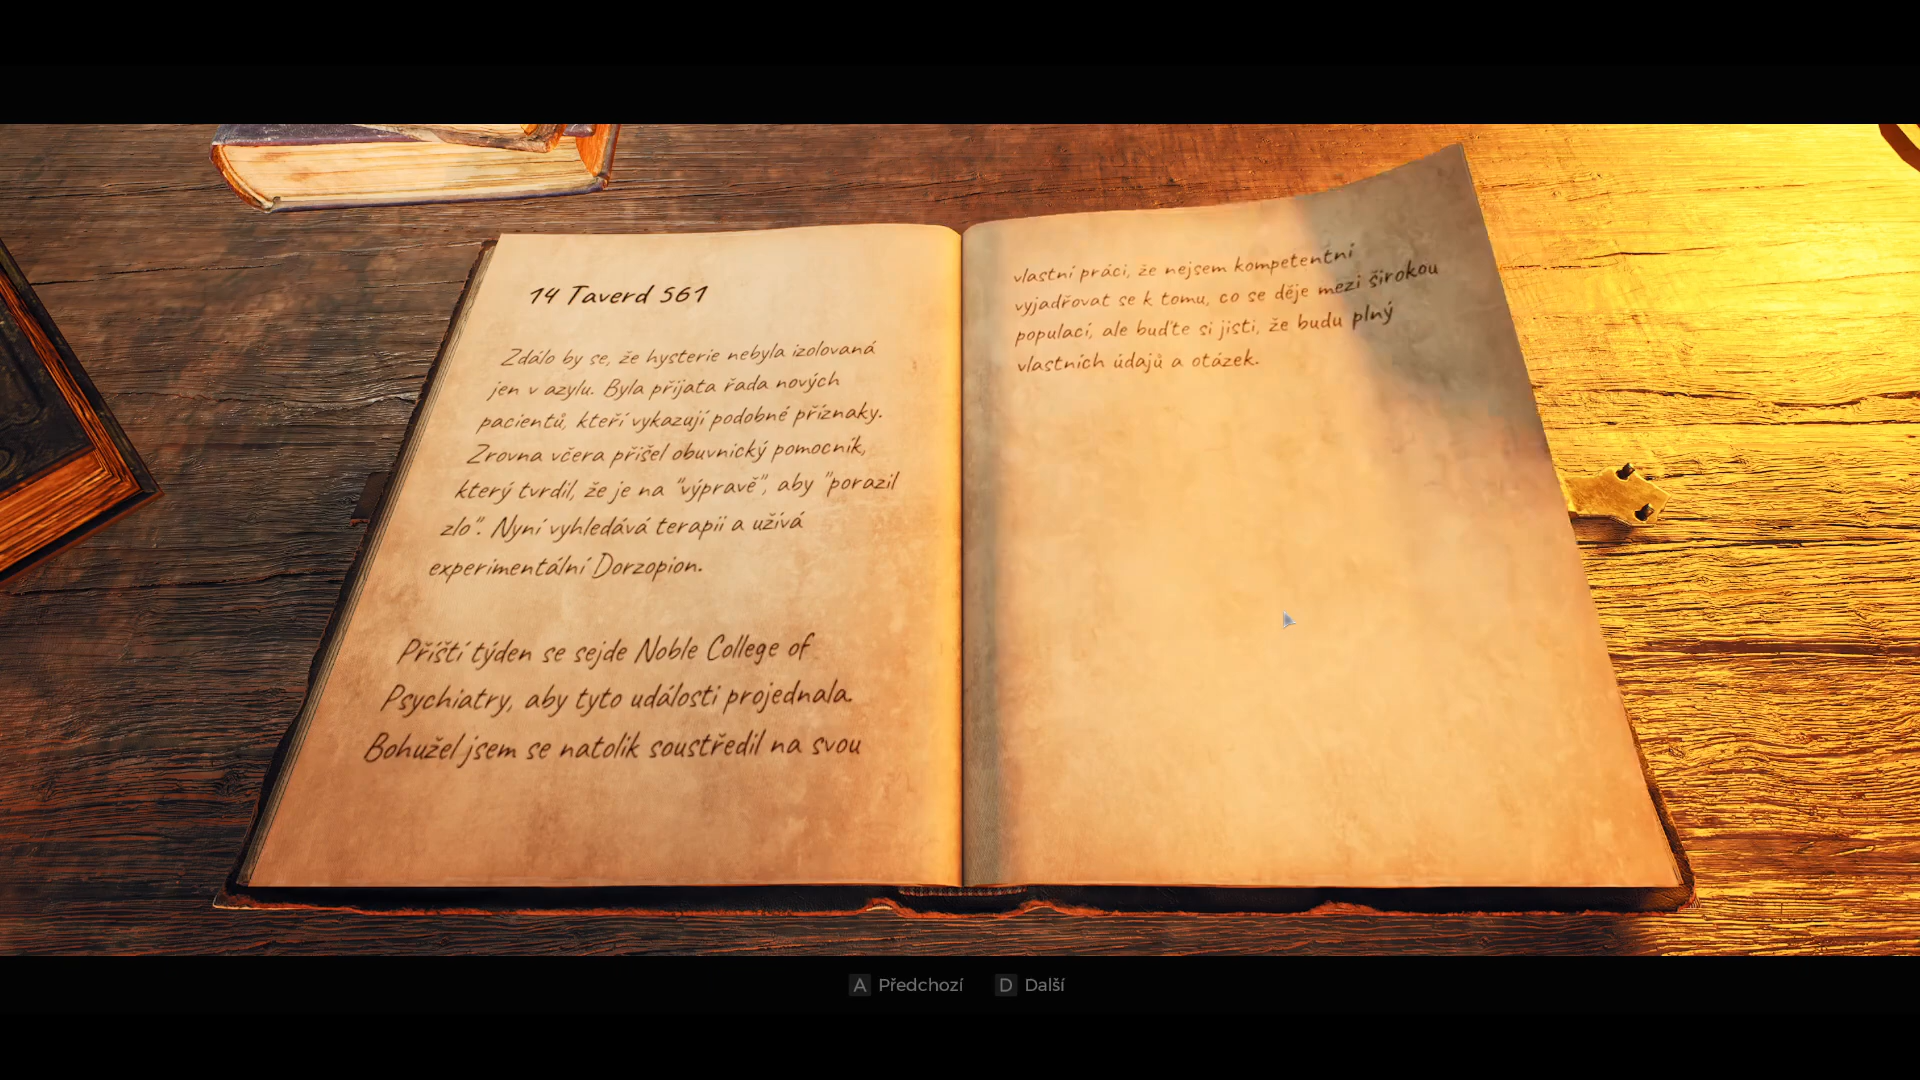 14 Taverd 561
Zdálo by se, že hysterie nebyla izolovaná
jen v azylu. Byla přijata řada nových
pacientů, kteří vykazují podobné příznaky.
Zrovna včera přišel obuvnický pomocník,
který tvrdil, že je na "výpravě", aby "porazil
zlo". Nyní vyhledává terapii a užívá
experimentální Dorzopion.
Příští týden se sejde Noble College of
Psychiatry, aby tyto události projednala.
Bohužel jsem se natolik soustředil na svou
vlastní práci, že nejsem kompetentní
vyjadřovat se k tomu, co se děje mezi širokou
populací, ale buďte si jisti, že budu plný
vlastních údajů a otázek.
A Předchozí D Další